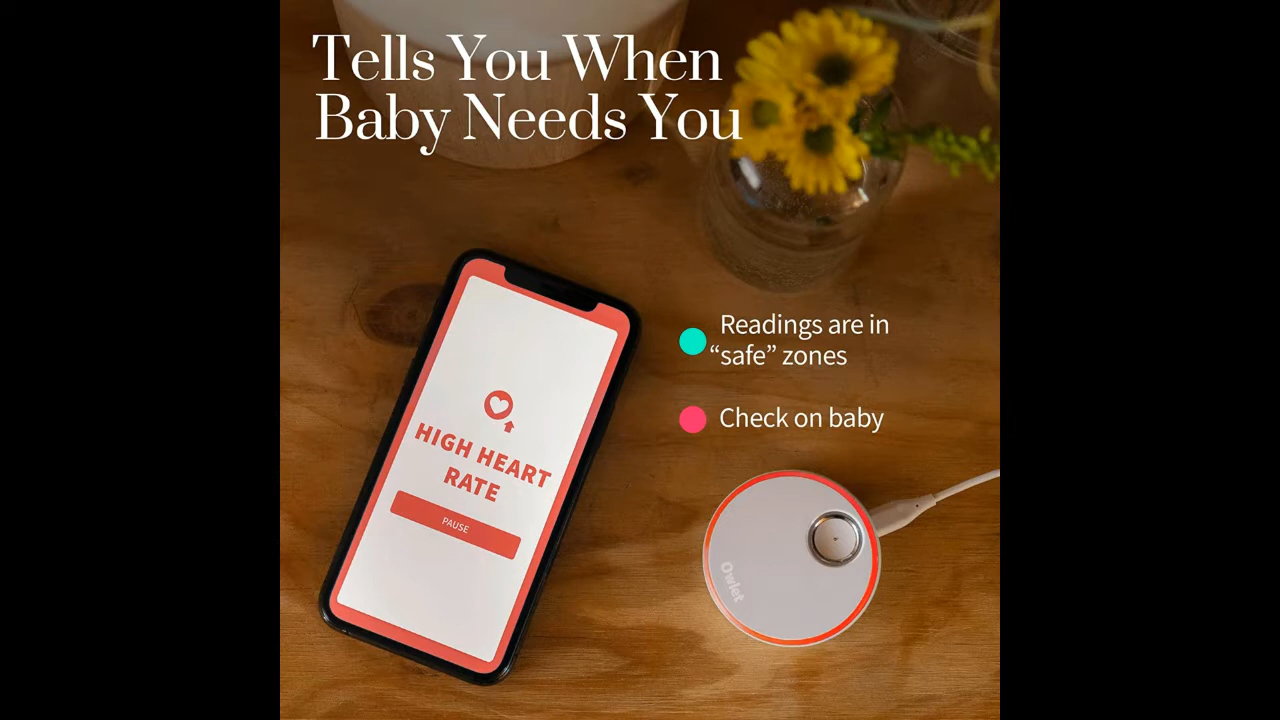 Tells You When
Baby Needs You
Readings are in
“safe” zones
Check on baby
HIGH HEART
RATE
PAUSE
Owlet